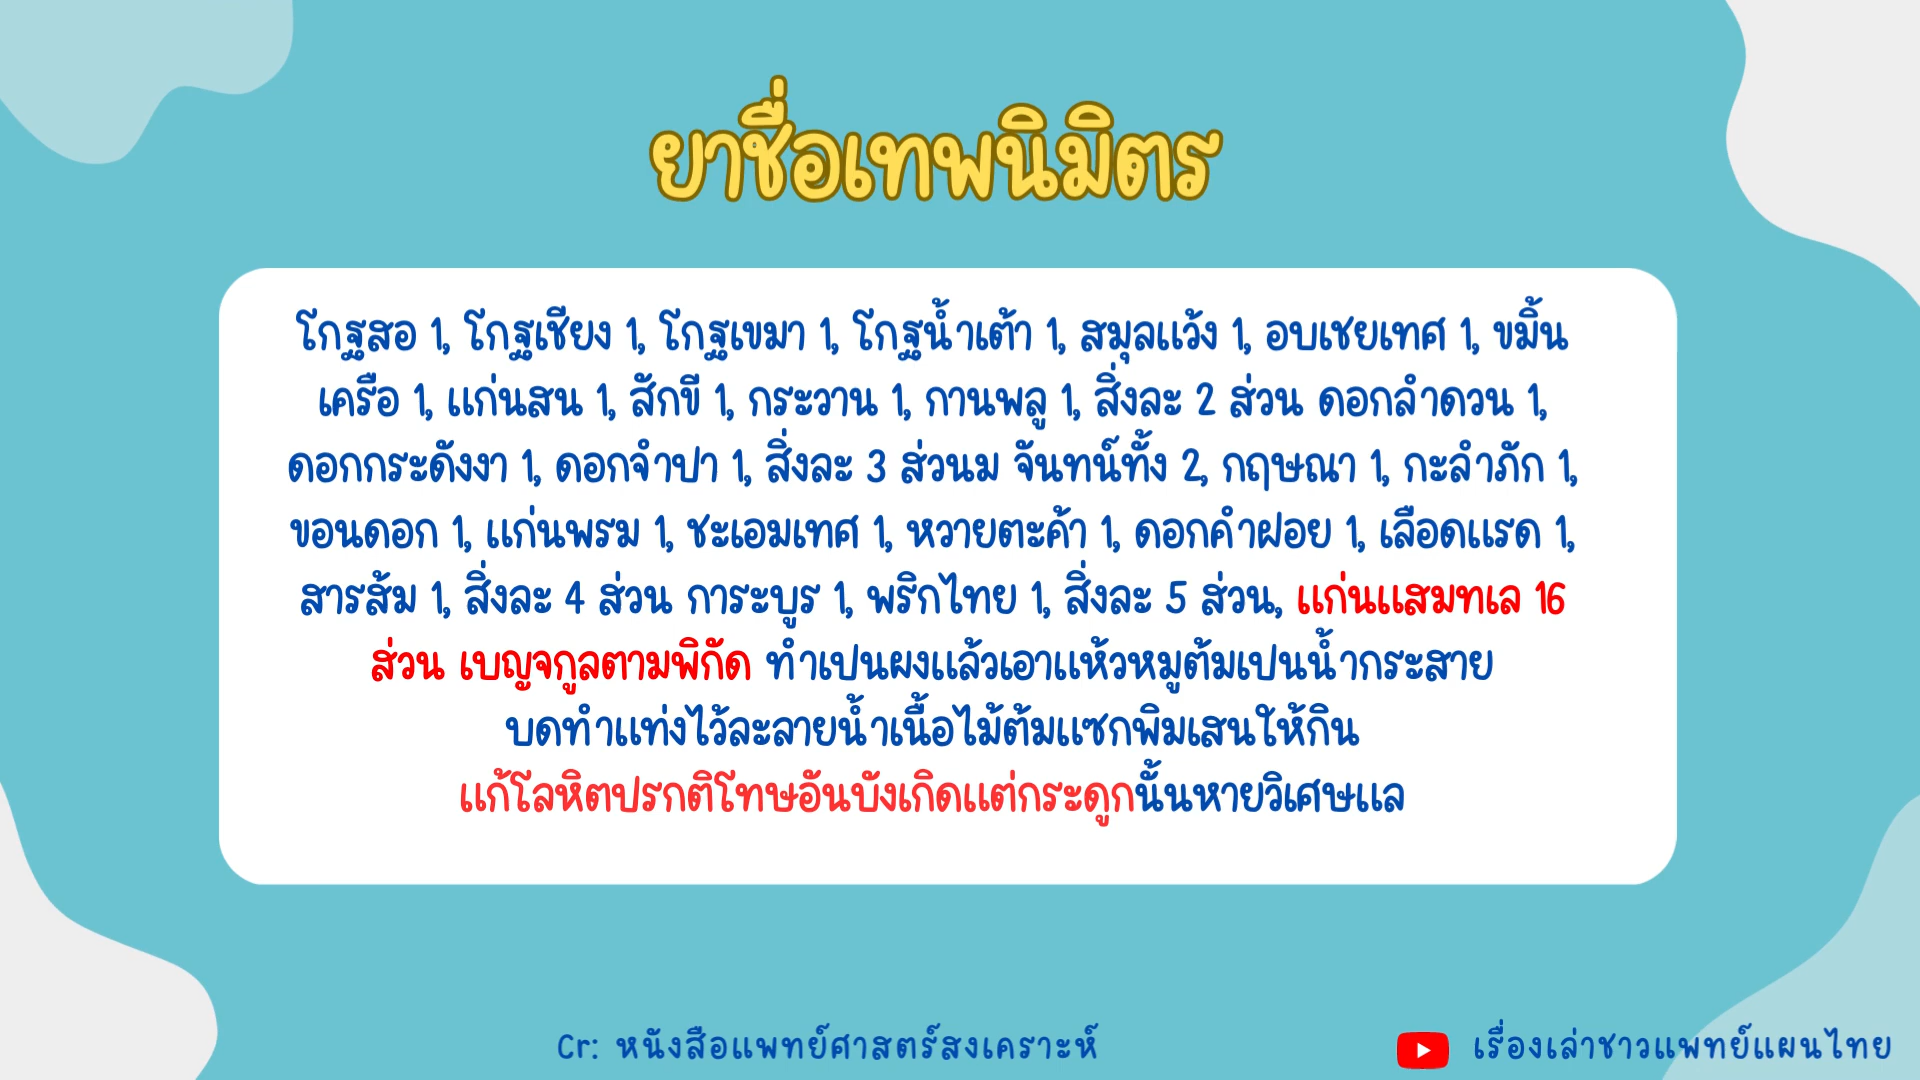 ยาชื่อเทพนิมิตร
โกฐสอ 1, โกฐเชียง 1, โกฐเขมา 1, โกฐน้ำเต้า 1, สมุลแว้ง 1, อบเชยเทศ 1, ขมิ้น
เครือ 1, แก่นสน 1, สักขี 1, กระวาน 1, กานพลู 1, สิ่งละ 2 ส่วน ดอกลำดวน 1,
ดอกกระดังงา 1, ดอกจำปา 1, สิ่งละ 3 ส่วนม จันทน์ทั้ง 2, กฤษณา 1, กะลำภัก 1,
ขอนดอก 1, แก่นพรม 1, ชะเอมเทศ 1, หวายตะค้า 1, ดอกคำฝอย 1, เลือดแรด 1,
สารส้ม 1, สิ่งละ 4 ส่วน การะบูร 1, พริกไทย 1, สิ่งละ 5 ส่วน, แก่นแสมทเล 16
ส่วน เบญจกูลตามพิกัด ทำเปนผงแล้วเอาแห้วหมูต้มเปนน้ำกระสาย
บดทำแท่งไว้ละลายน้ำเนื้อไม้ต้มแซกพิมเสนให้กิน
แก้โลหิตปรกติโทษอันบังเกิดแต่กระดูกนั้นหายวิเศษแล
Cr: หนังสือแพทย์ศาสตร์สงเคราะห์
เรื่องเล่าชาวแพทย์แผนไทย